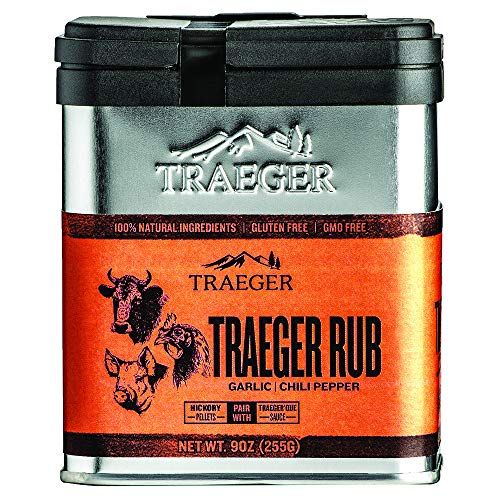 TRAEGER
100% NATURAL INGREDIENTS | GLUTEN FREE | GMO FREE
TRAEGER
TRAEGER RUB
GARLIC | CHILI PEPPER
HICKORY PELLETS PAIR WITH TRAEGER'QUE SAUCE
NET WT. 9OZ (255G)